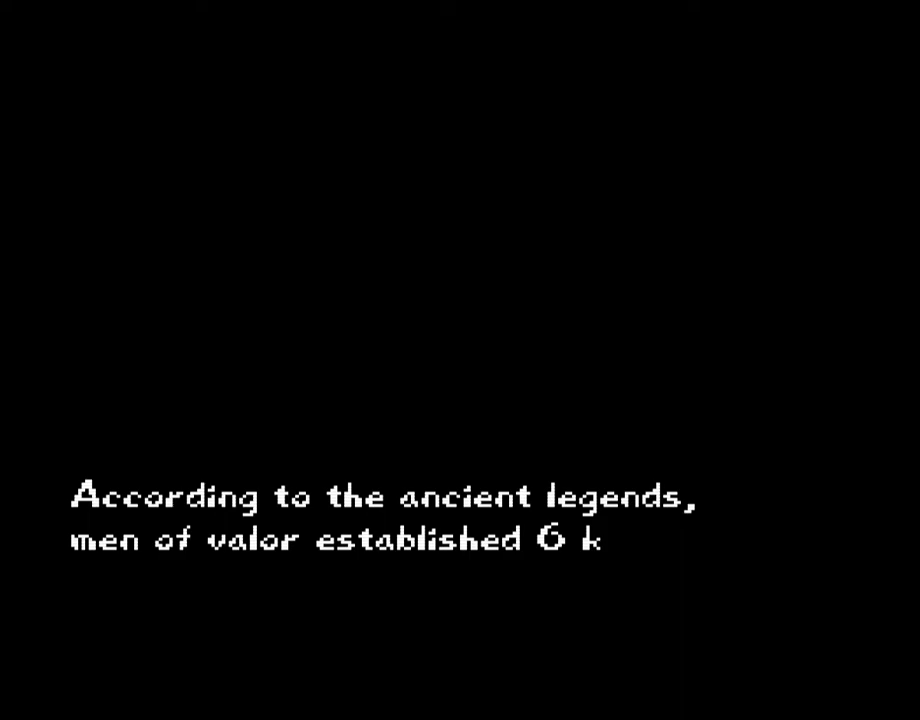 According to the ancient legends,
men of valor established 6 k